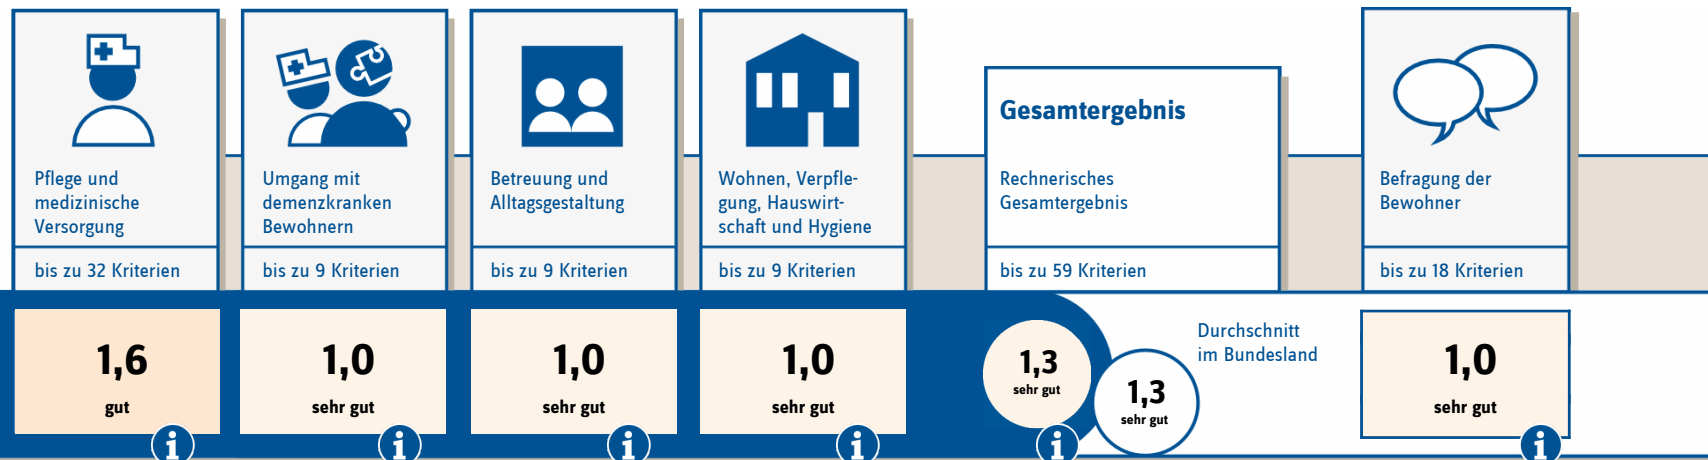 Pflege und
medizinische
Versorgung
bis zu 32 Kriterien
1,6
gut
Umgang mit
demenzkranken
Bewohnern
bis zu 9 Kriterien
1,0
sehr gut
Betreuung und
Alltagsgestaltung
bis zu 9 Kriterien
1,0
sehr gut
Wohnen, Verpfle-
gung, Hauswirt-
schaft und Hygiene
bis zu 9 Kriterien
1,0
sehr gut
Gesamtergebnis
Rechnerisches
Gesamtergebnis
bis zu 59 Kriterien
1,3
sehr gut
Durchschnitt
im Bundesland
1,3
sehr gut
Befragung der
Bewohner
bis zu 18 Kriterien
1,0
sehr gut